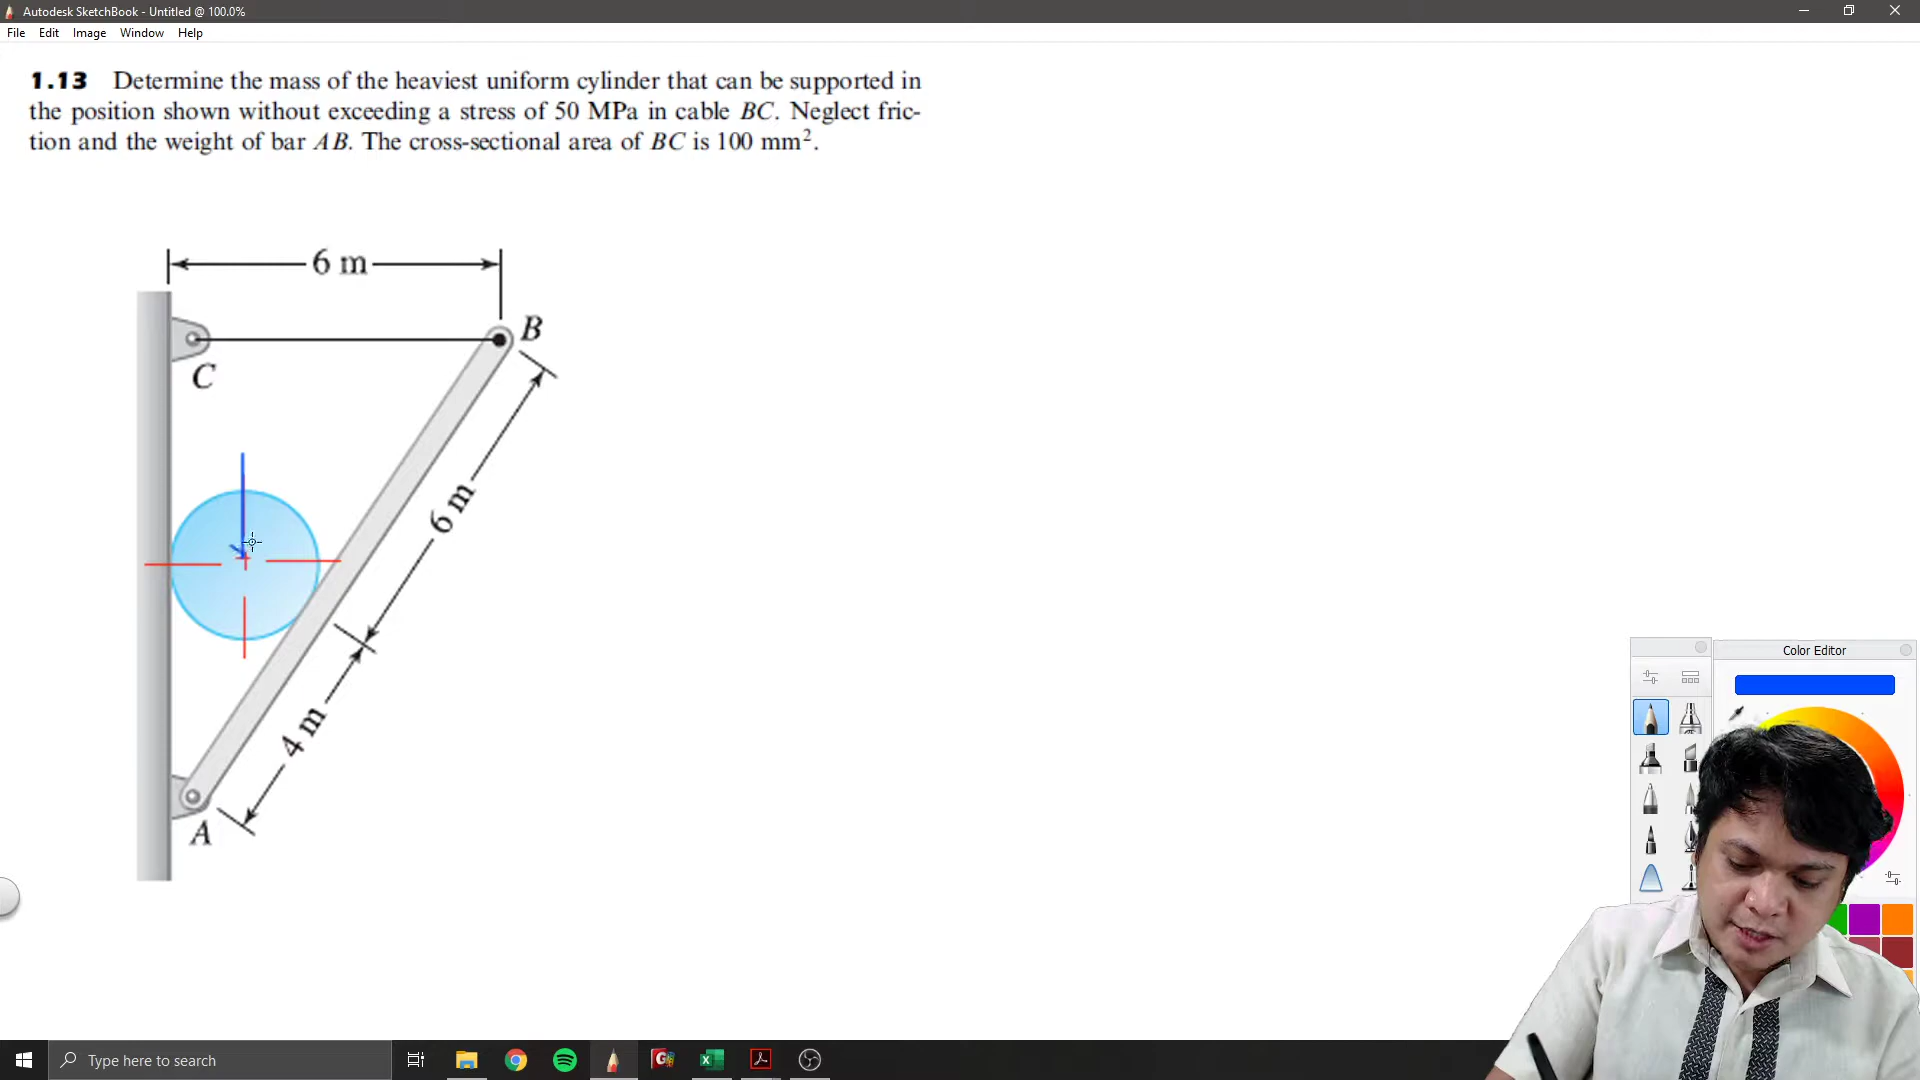 Autodesk SketchBook - Untitled @ 100.0%
File Edit Image Window Help
1.13 Determine the mass of the heaviest uniform cylinder that can be supported in
the position shown without exceeding a stress of 50 MPa in cable BC. Neglect fric-
tion and the weight of bar AB. The cross-sectional area of BC is 100 mm².
6 m
B
C
6 m
4 m
A
Color Editor
Type here to search